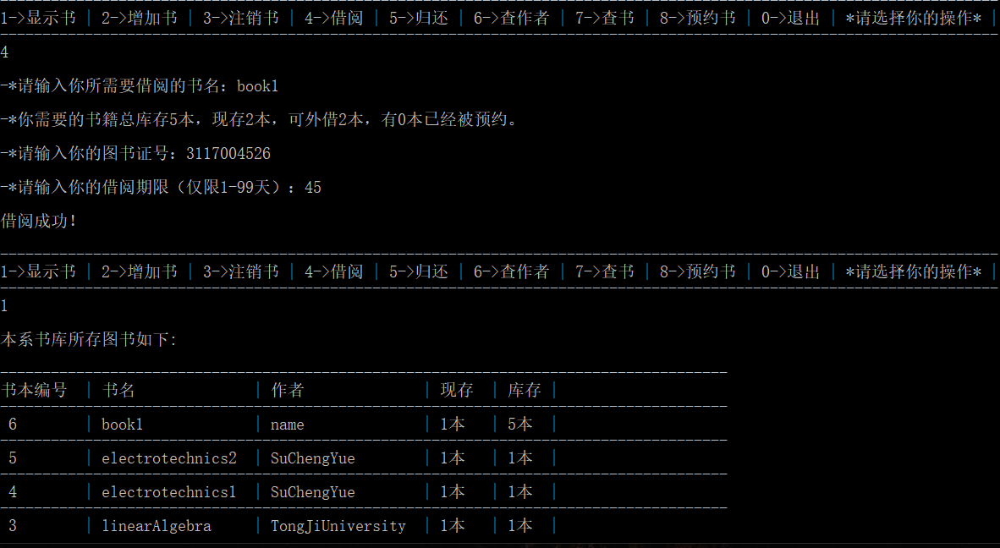 1->显示书 | 2->增加书 | 3->注销书 | 4->借阅 | 5->归还 | 6->查作者 | 7->查书 | 8->预约书 | 0->退出 | *请选择你的操作* |
4
-*请输入你所需要借阅的书名：book1
-*你需要的书籍总库存5本，现存2本，可外借2本，有0本已经被预约。
-*请输入你的图书证号：3117004526
-*请输入你的借阅期限（仅限1-99天）：45
借阅成功！
1->显示书 | 2->增加书 | 3->注销书 | 4->借阅 | 5->归还 | 6->查作者 | 7->查书 | 8->预约书 | 0->退出 | *请选择你的操作* |
1
本系书库所存图书如下：
书本编号 | 书名 | 作者 | 现存 | 库存 |
6 | book1 | name | 1本 | 5本 |
5 | electrotechnics2 | SuChengYue | 1本 | 1本 |
4 | electrotechnics1 | SuChengYue | 1本 | 1本 |
3 | linearAlgebra | TongJiUniversity | 1本 | 1本 |